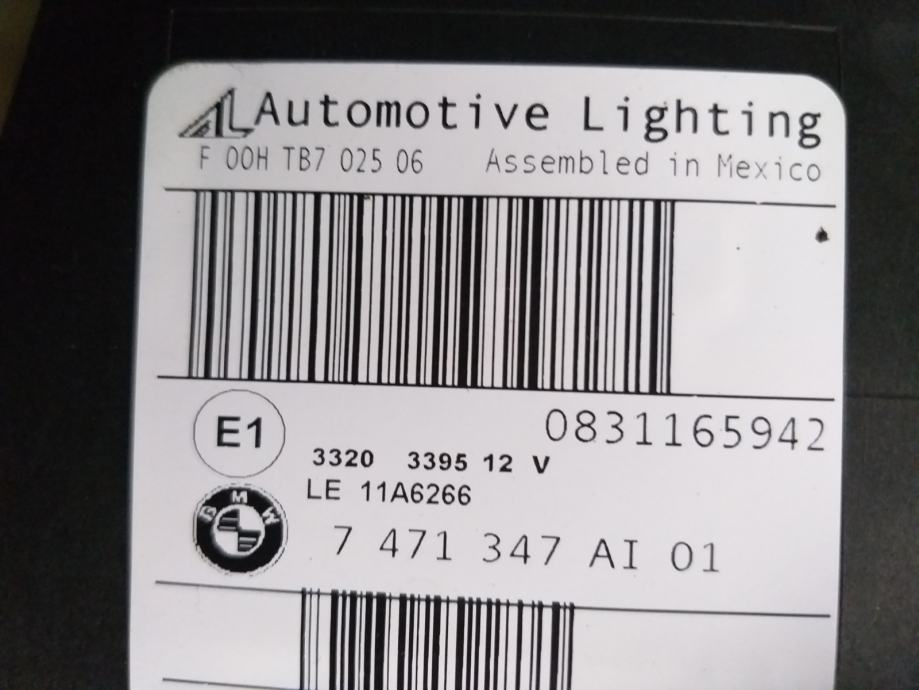 AL Automotive Lighting
F 00H TB7 025 06 Assembled in Mexico
0831165942
E1
3320 3395 12 V
LE 11A6266
BMW
7 471 347 AI 01